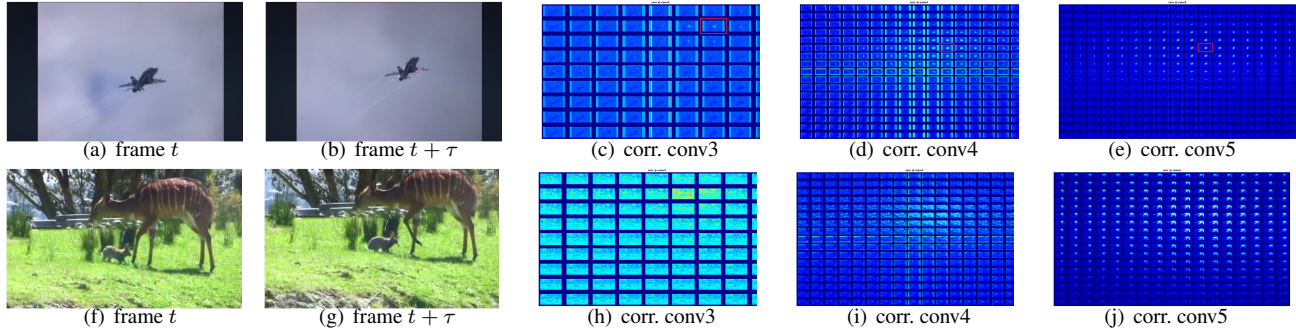 (a) frame t
(b) frame t + τ
(c) corr. conv3
(d) corr. conv4
(e) corr. conv5
(f) frame t
(g) frame t + τ
(h) corr. conv3
(i) corr. conv4
(j) corr. conv5